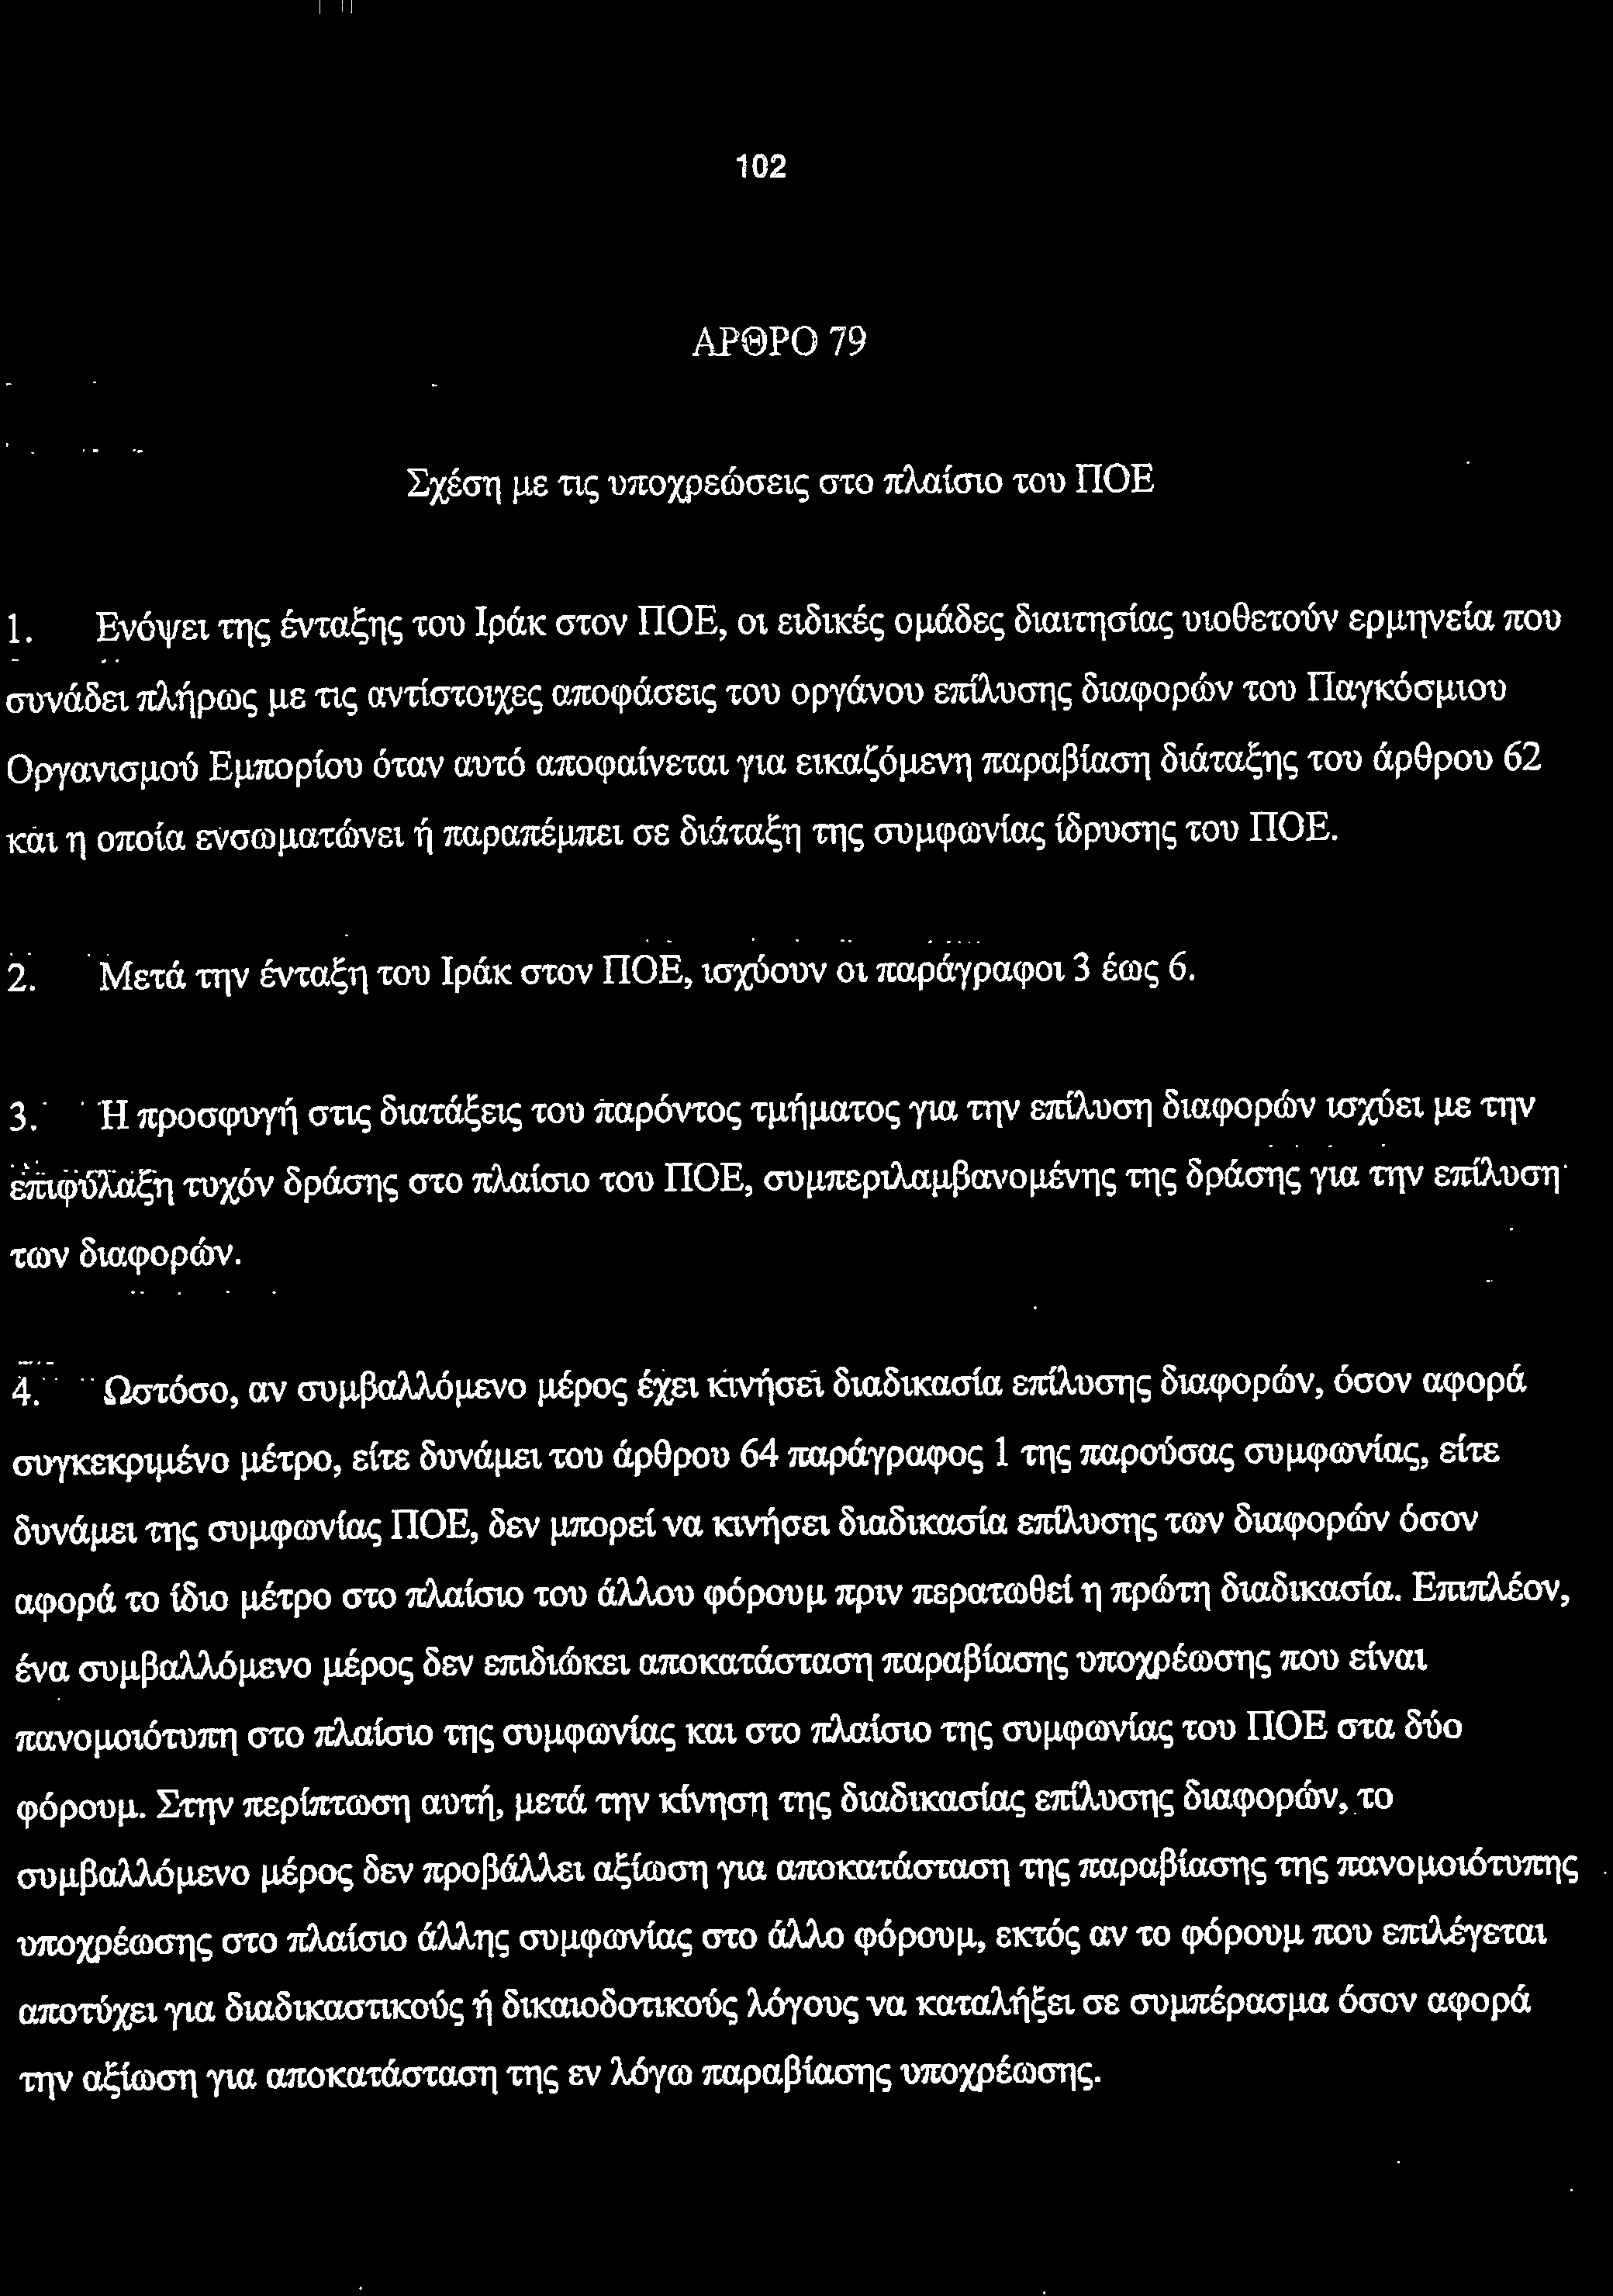 102
ΑΡΘΡΟ 79
Σχέση με τις υποχρεώσεις στο πλαίσιο του ΠΟΕ
1. Ενόψει της ένταξης του Ιράκ στον ΠΟΕ, οι ειδικές ομάδες διαιτησίας υιοθετούν ερμηνεία που
συνάδει πλήρως με τις αντίστοιχες αποφάσεις του οργάνου επίλυσης διαφορών του Παγκόσμιου
Οργανισμού Εμπορίου όταν αυτό αποφαίνεται για εικαζόμενη παραβίαση διάταξης του άρθρου 62
και η οποία ενσωματώνει ή παραπέμπει σε διάταξη της συμφωνίας ίδρυσης του ΠΟΕ.
2. Μετά την ένταξη του Ιράκ στον ΠΟΕ, ισχύουν οι παράγραφοι 3 έως 6.
3. Η προσφυγή στις διατάξεις του παρόντος τμήματος για την επίλυση διαφορών ισχύει με την
επιφύλαξη τυχόν δράσης στο πλαίσιο του ΠΟΕ, συμπεριλαμβανομένης της δράσης για την επίλυση
των διαφορών.
4. Ωστόσο, αν συμβαλλόμενο μέρος έχει κινήσει διαδικασία επίλυσης διαφορών, όσον αφορά
συγκεκριμένο μέτρο, είτε δυνάμει του άρθρου 64 παράγραφος 1 της παρούσας συμφωνίας, είτε
δυνάμει της συμφωνίας ΠΟΕ, δεν μπορεί να κινήσει διαδικασία επίλυσης των διαφορών όσον
αφορά το ίδιο μέτρο στο πλαίσιο του άλλου φόρουμ πριν περατωθεί η πρώτη διαδικασία. Επιπλέον,
ένα συμβαλλόμενο μέρος δεν επιδιώκει αποκατάσταση παραβίασης υποχρέωσης που είναι
πανομοιότυπη στο πλαίσιο της συμφωνίας και στο πλαίσιο της συμφωνίας του ΠΟΕ στα δύο
φόρουμ. Στην περίπτωση αυτή, μετά την κίνηση της διαδικασίας επίλυσης διαφορών, το
συμβαλλόμενο μέρος δεν προβάλλει αξίωση για αποκατάσταση της παραβίασης της πανομοιότυπης
υποχρέωσης στο πλαίσιο άλλης συμφωνίας στο άλλο φόρουμ, εκτός αν το φόρουμ που επιλέγεται
αποτύχει για διαδικαστικούς ή δικαιοδοτικούς λόγους να καταλήξει σε συμπέρασμα όσον αφορά
την αξίωση για αποκατάσταση της εν λόγω παραβίασης υποχρέωσης.